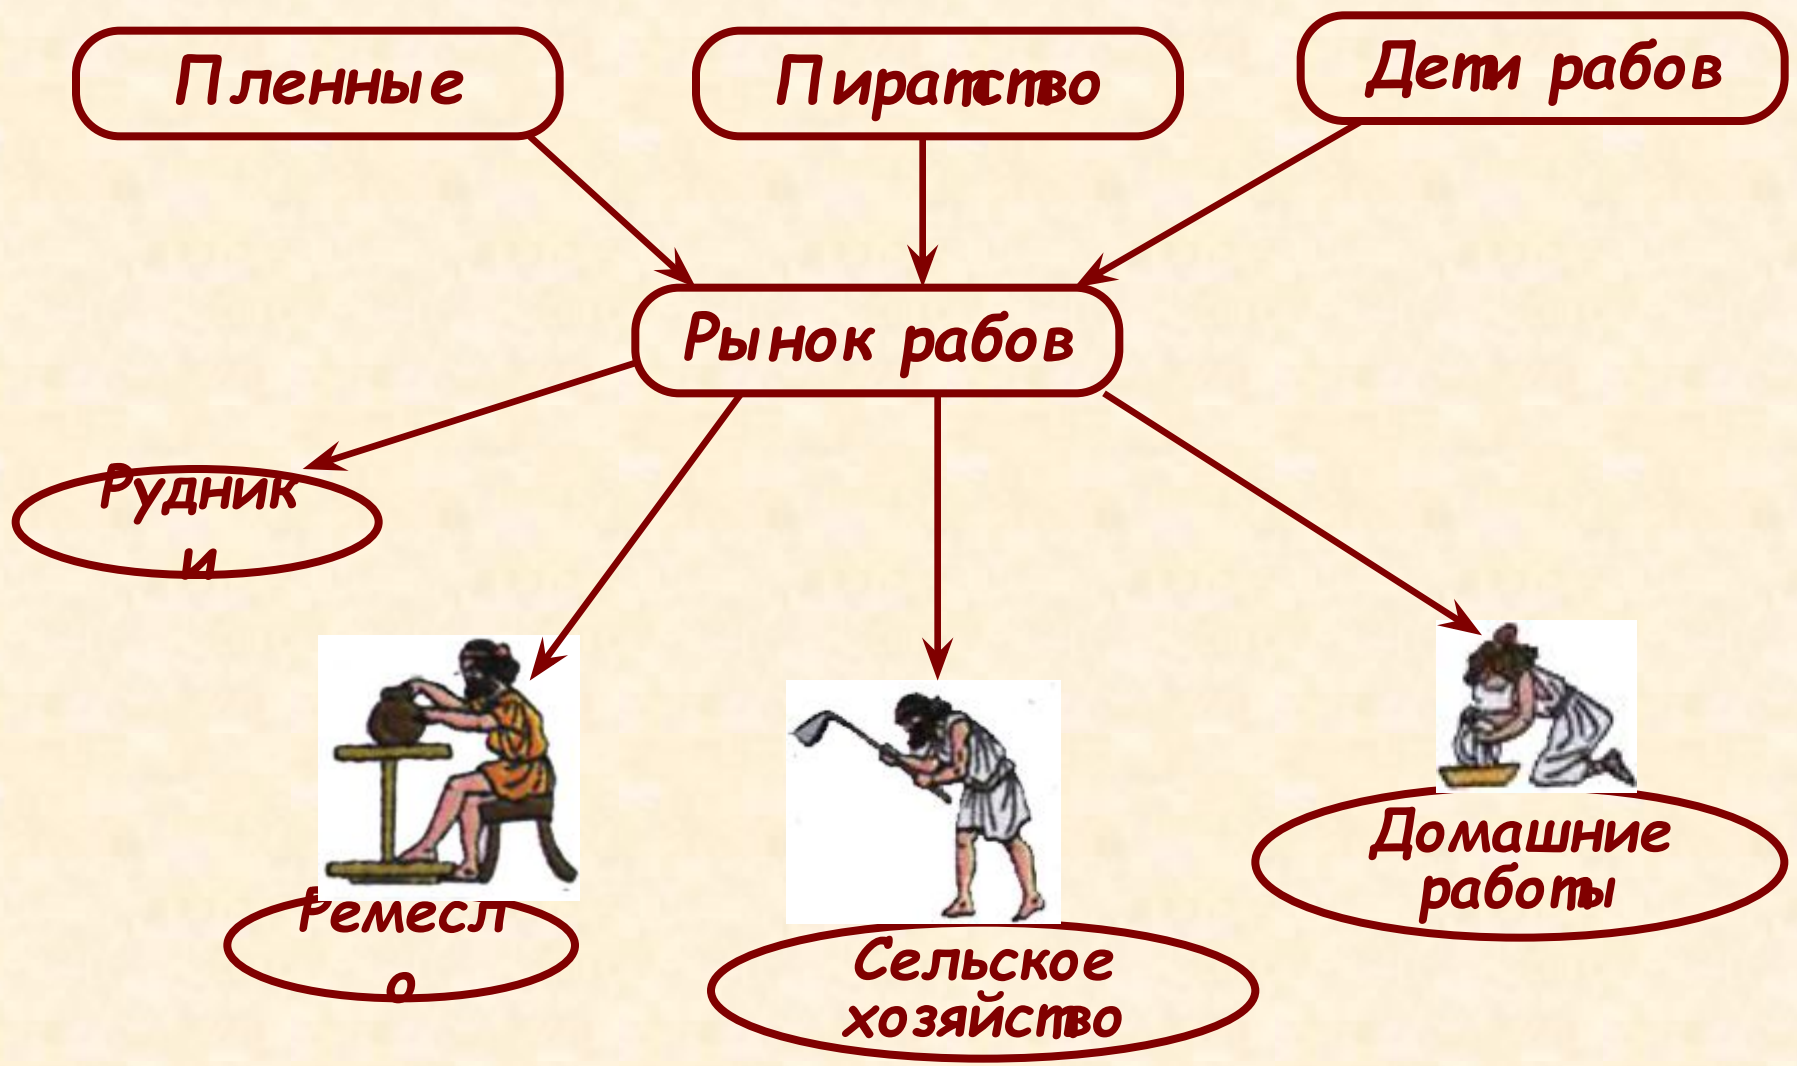 Пленные
Пиратство
Дети рабов
Рынок рабов
Рудник
и
Ремесл
о
Сельское
хозяйство
Домашние
работы